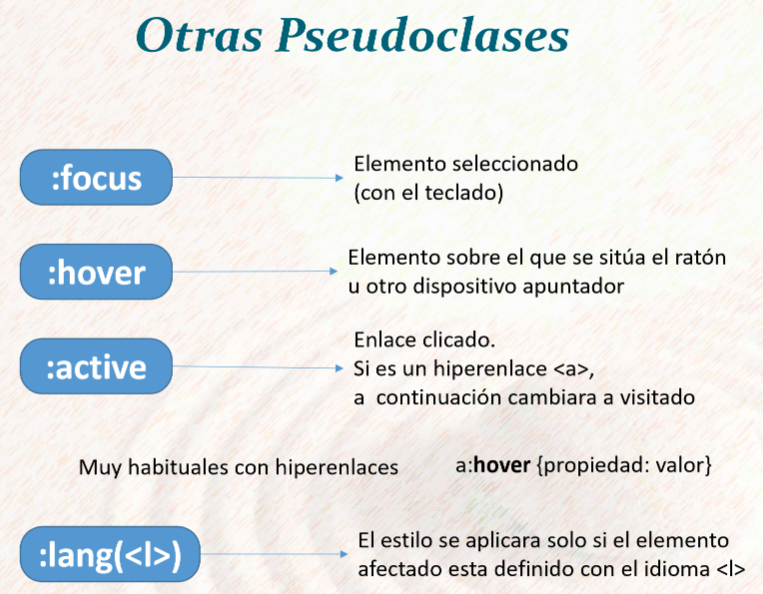 Otras Pseudoclases
:focus
Elemento seleccionado
(con el teclado)
:hover
Elemento sobre el que se sitúa el ratón
u otro dispositivo apuntador
:active
Enlace clicado.
Si es un hiperenlace <a>,
a continuación cambiara a visitado
Muy habituales con hiperenlaces
a:hover {propiedad: valor}
:lang(<l>)
El estilo se aplicara solo si el elemento
afectado esta definido con el idioma <l>